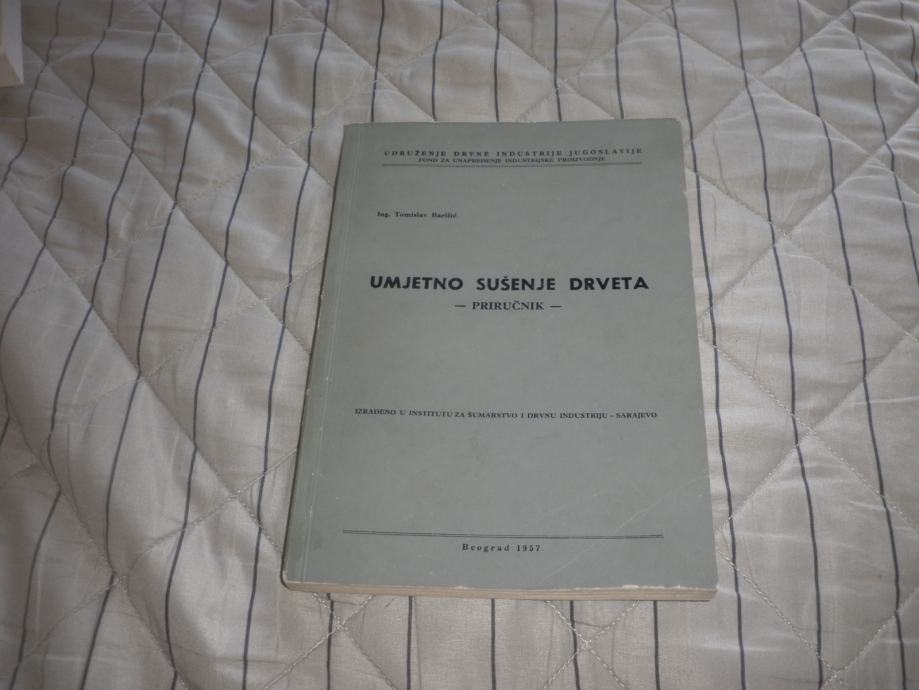 UDRUŽENJE DRVNE INDUSTRIJE JUGOSLAVIJE
FOND ZA UNAPREĐENJE INDUSTRIJSKE PROIZVODNJE
Ing. Tomislav Barišić
UMJETNO SUŠENJE DRVETA
— PRIRUČNIK —
IZRAĐENO U INSTITUTU ZA ŠUMARSTVO I DRVNU INDUSTRIJU - SARAJEVO
Beograd 1957